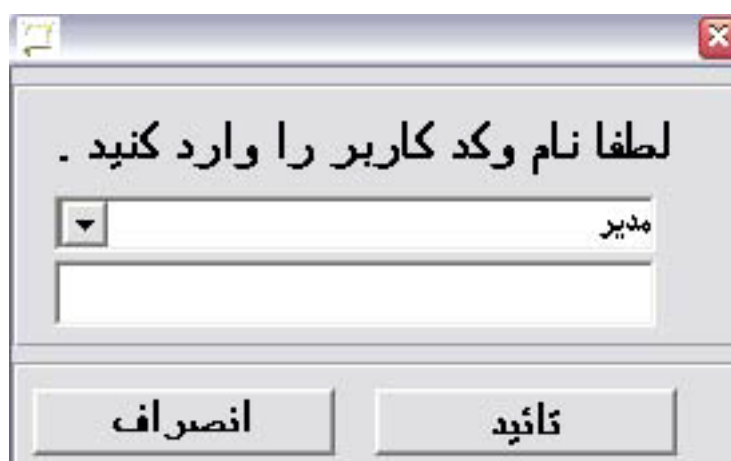 لطفا نام وکد کاربر را وارد کنید .
مدیر
تائید
انصراف